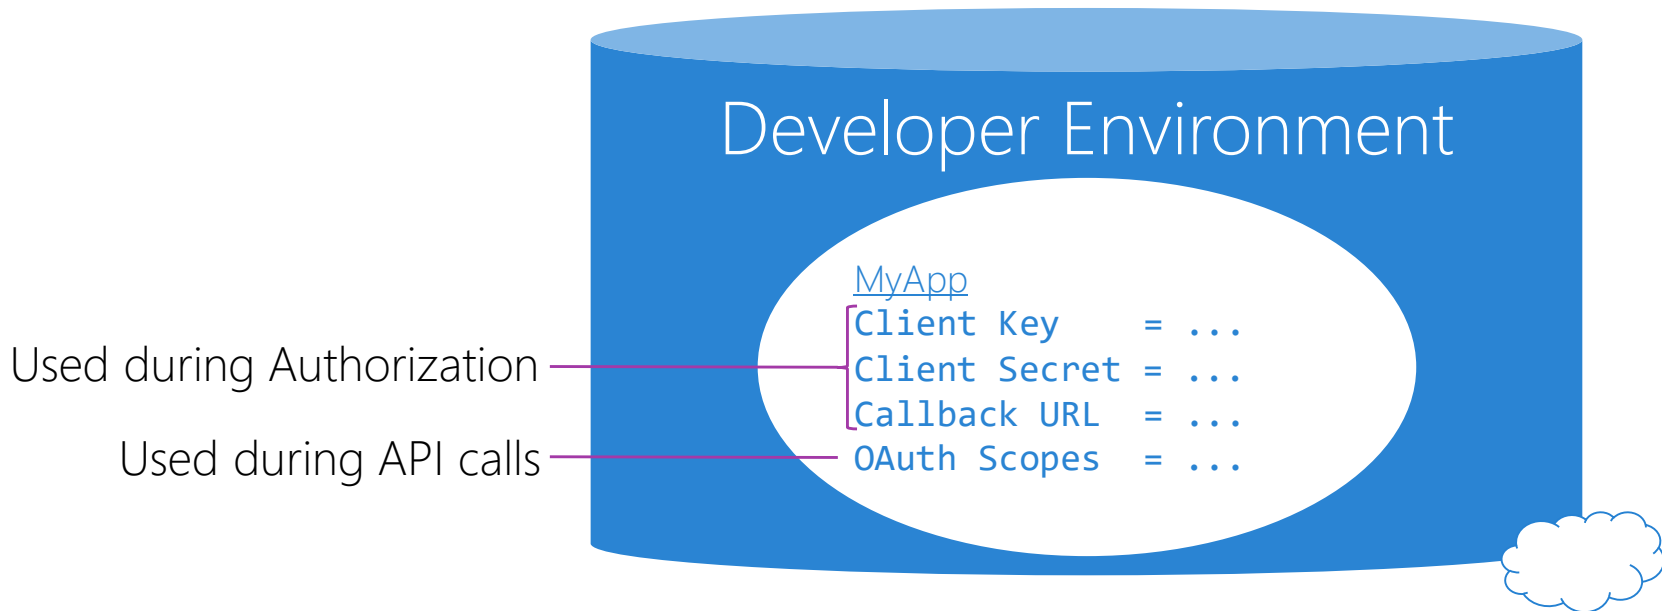 Developer Environment
MyApp
Client Key = ...
Client Secret = ...
Callback URL = ...
OAuth Scopes = ...
Used during Authorization
Used during API calls